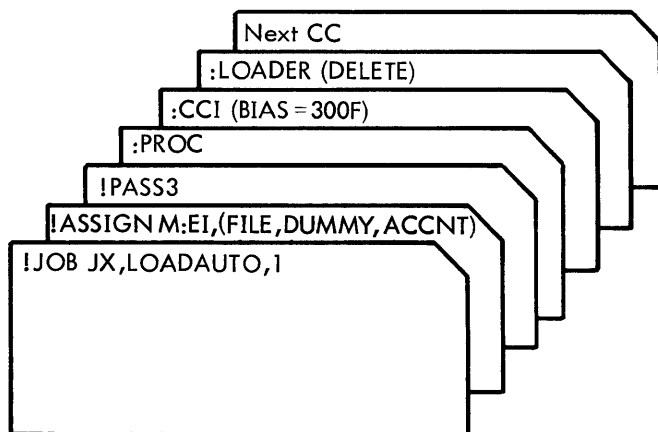 Next CC
:LOADER (DELETE)
:CCI (BIAS = 300F)
:PROC
!PASS3
!ASSIGN M:EI,(FILE,DUMMY,ACCNT)
!JOB JX,LOADAUTO,1